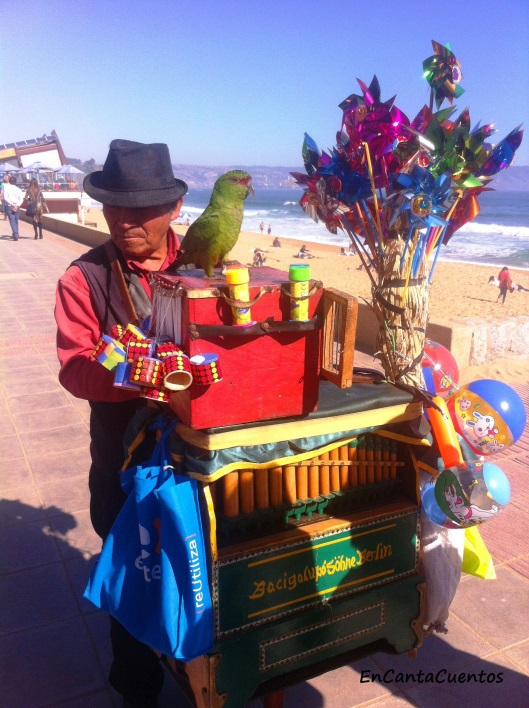 reUtiliza!
Bacigalupo Söhne Berlin
EnCantaCuentos